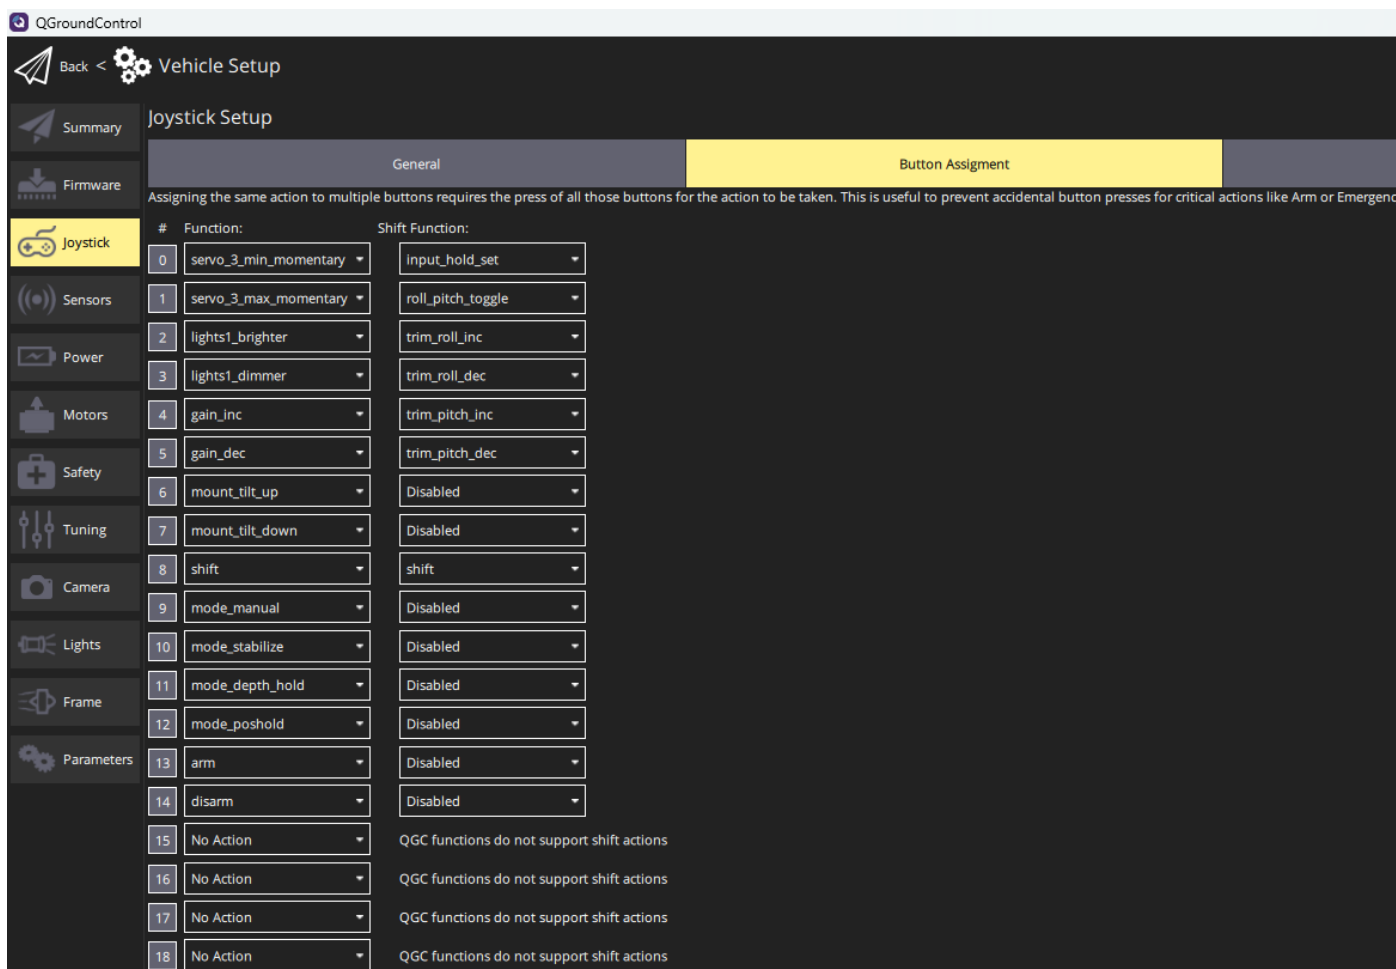 QGroundControl
Back < Vehicle Setup
Summary
Firmware
Joystick
Sensors
Power
Motors
Safety
Tuning
Camera
Lights
Frame
Parameters
Joystick Setup
General Button Assigment
Assigning the same action to multiple buttons requires the press of all those buttons for the action to be taken. This is useful to prevent accidental button presses for critical actions like Arm or Emergenc
# Function: Shift Function:
0 servo_3_min_momentary input_hold_set
1 servo_3_max_momentary roll_pitch_toggle
2 lights1_brighter trim_roll_inc
3 lights1_dimmer trim_roll_dec
4 gain_inc trim_pitch_inc
5 gain_dec trim_pitch_dec
6 mount_tilt_up Disabled
7 mount_tilt_down Disabled
8 shift shift
9 mode_manual Disabled
10 mode_stabilize Disabled
11 mode_depth_hold Disabled
12 mode_poshold Disabled
13 arm Disabled
14 disarm Disabled
15 No Action QGC functions do not support shift actions
16 No Action QGC functions do not support shift actions
17 No Action QGC functions do not support shift actions
18 No Action QGC functions do not support shift actions